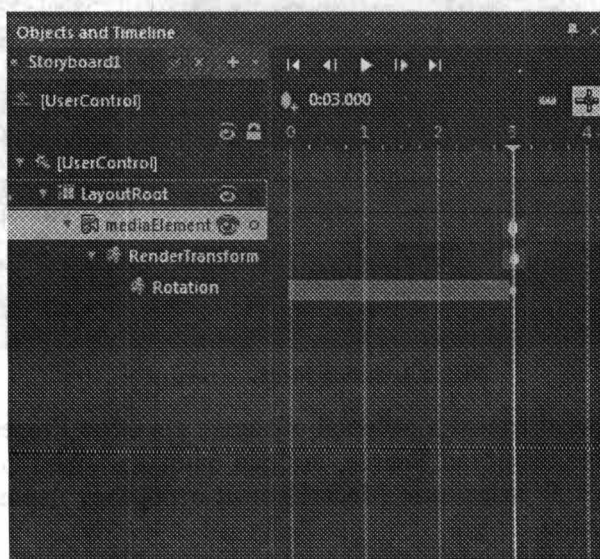 Objects and Timeline
Storyboard1
[UserControl]
0:03.000
0 1 2 3 4
[UserControl]
LayoutRoot
mediaElement
RenderTransform
Rotation